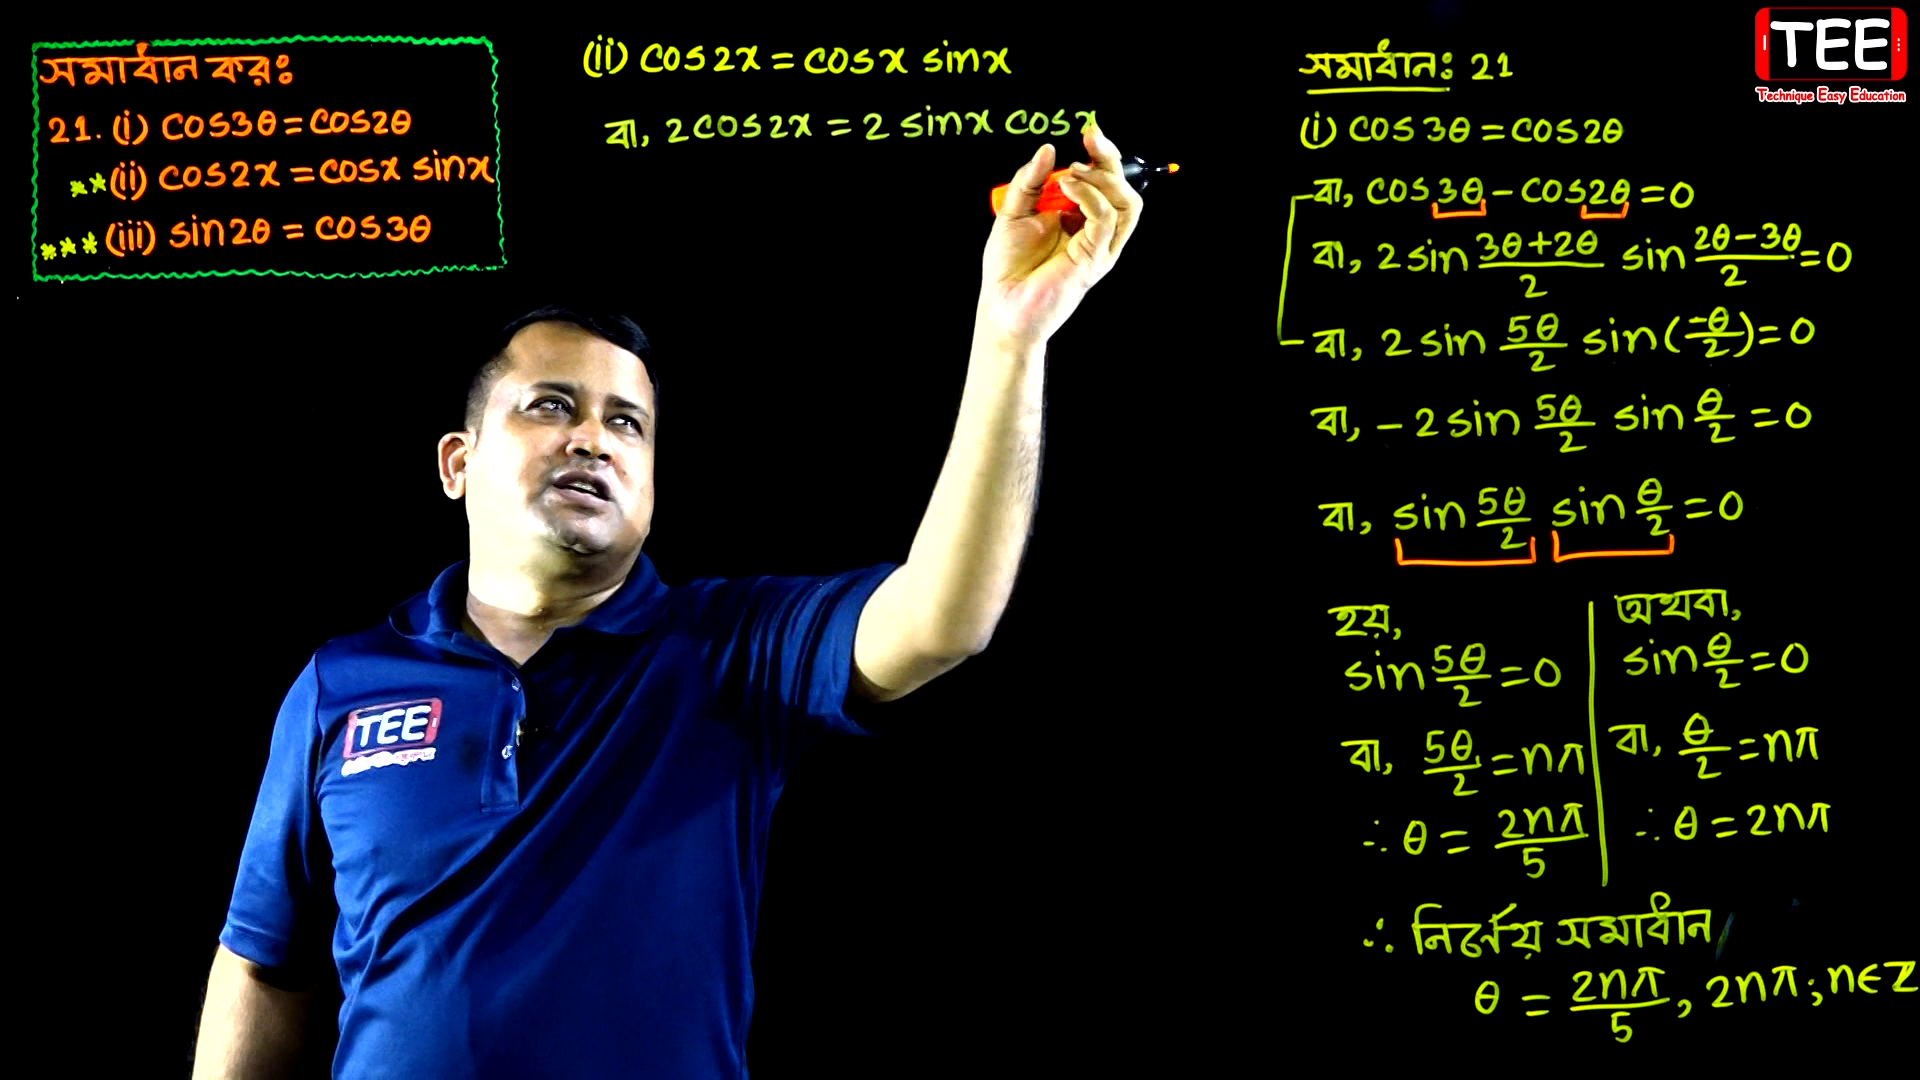 সমাধান করঃ
21. (i) cos3θ = cos2θ
**(ii) cos2x = cosx sinx
***(iii) sin2θ = cos3θ
(ii) cos2x = cosx sinx
বা, 2cos2x = 2 sinx cosx
TEE
Technique Easy Education
সমাধানঃ 21
(i) cos3θ = cos2θ
বা, cos3θ − cos2θ = 0
বা, 2 sin (3θ+2θ)/2 sin (2θ−3θ)/2 = 0
বা, 2 sin 5θ/2 sin(−θ/2) = 0
বা, −2 sin 5θ/2 sin θ/2 = 0
বা, sin 5θ/2 sin θ/2 = 0
হয়,
sin 5θ/2 = 0
বা, 5θ/2 = nπ
∴ θ = 2nπ/5
অথবা,
sin θ/2 = 0
বা, θ/2 = nπ
∴ θ = 2nπ
∴ নির্ণেয় সমাধান
θ = 2nπ/5, 2nπ; n∈Z
TEE